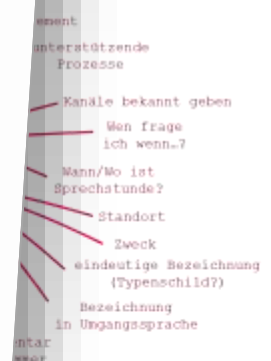 ement
unterstützende
Prozesse
Kanäle bekannt geben
Wen frage
ich wenn…?
Wann/Wo ist
Sprechstunde?
Standort
Zweck
eindeutige Bezeichnung
(Typenschild?)
Bezeichnung
in Umgangssprache
ntar
mmer